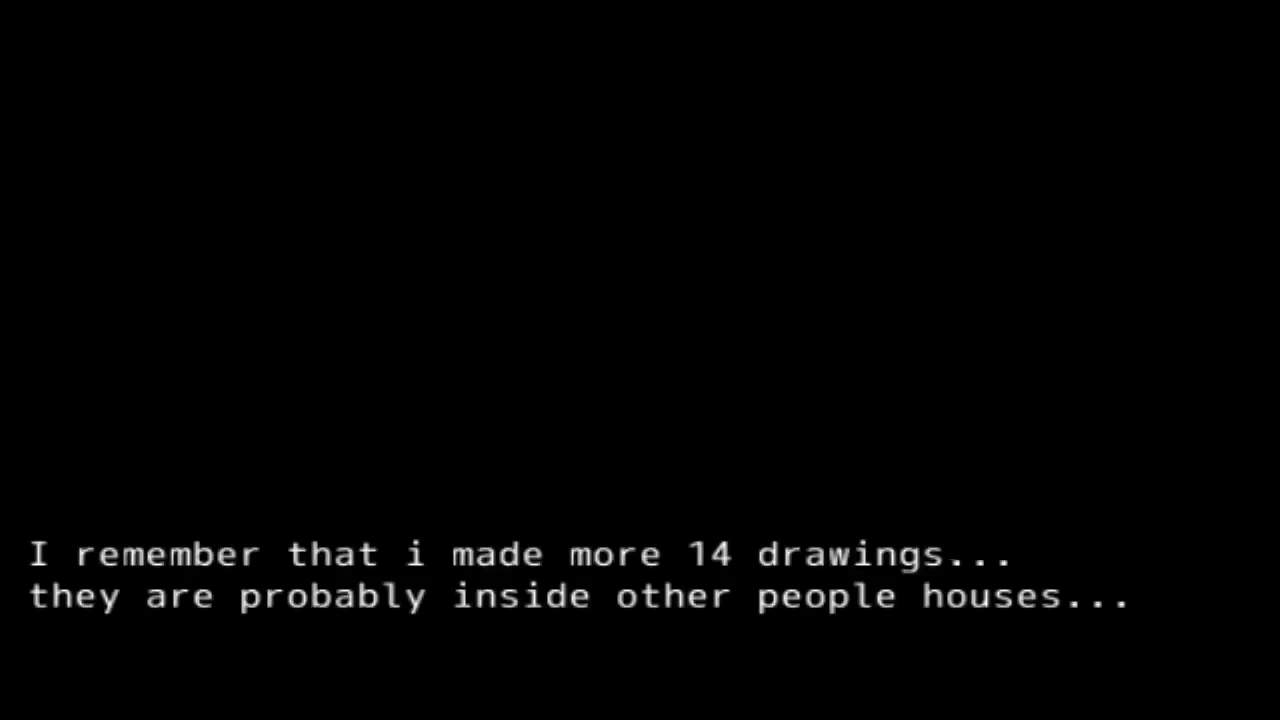 I remember that i made more 14 drawings...
they are probably inside other people houses...